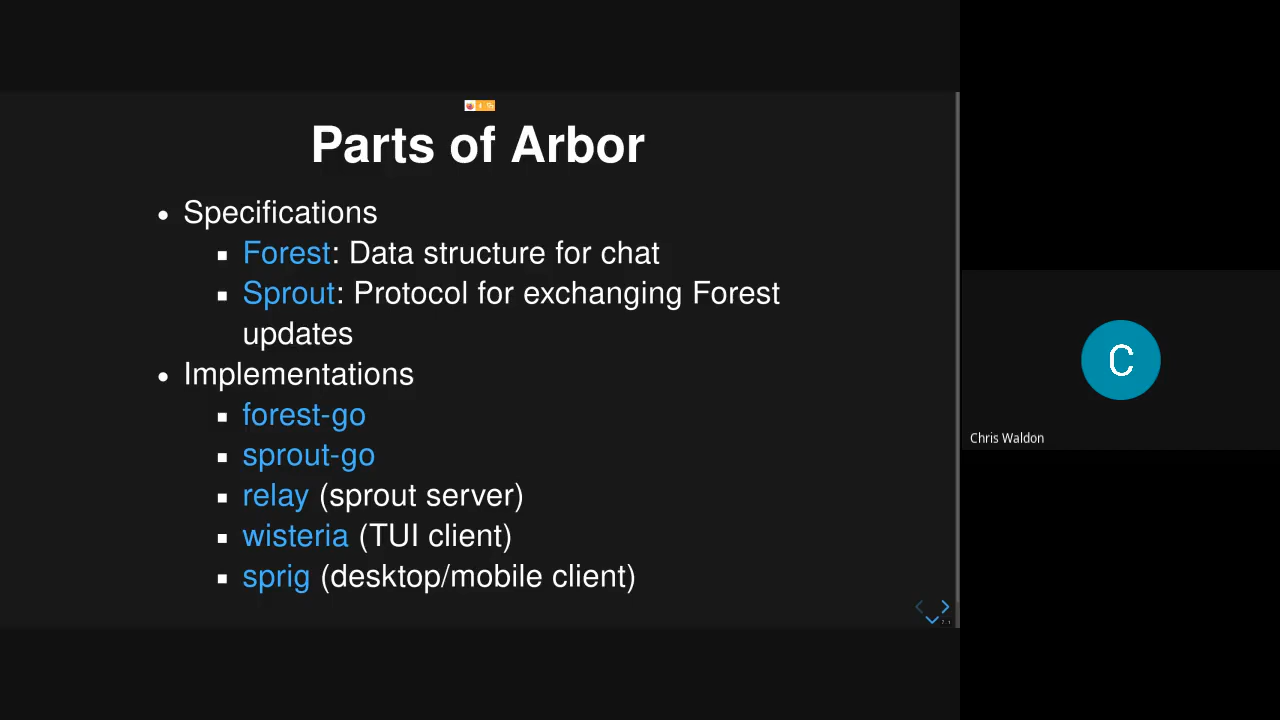 Parts of Arbor
Specifications
Forest: Data structure for chat
Sprout: Protocol for exchanging Forest
updates
Implementations
forest-go
sprout-go
relay (sprout server)
wisteria (TUI client)
sprig (desktop/mobile client)
C
Chris Waldon